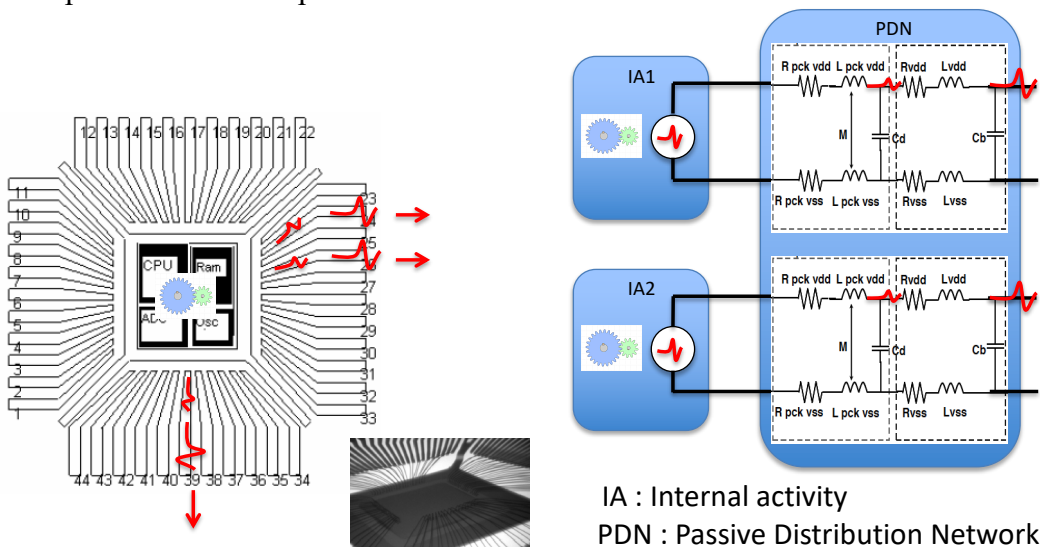 12 13 14 15 16 17 18 19 20 21 22
11
10
9
8
7
6
5
4
3
2
1
CPU Ram
ADC Osc
23
24
25
26
27
28
29
30
31
32
33
44 43 42 41 40 39 38 37 36 35 34
PDN
IA1
R pck vdd L pck vdd Rvdd Lvdd
M Cd Cb
R pck vss L pck vss Rvss Lvss
IA2
R pck vdd L pck vdd Rvdd Lvdd
M Cd Cb
R pck vss L pck vss Rvss Lvss
IA : Internal activity
PDN : Passive Distribution Network